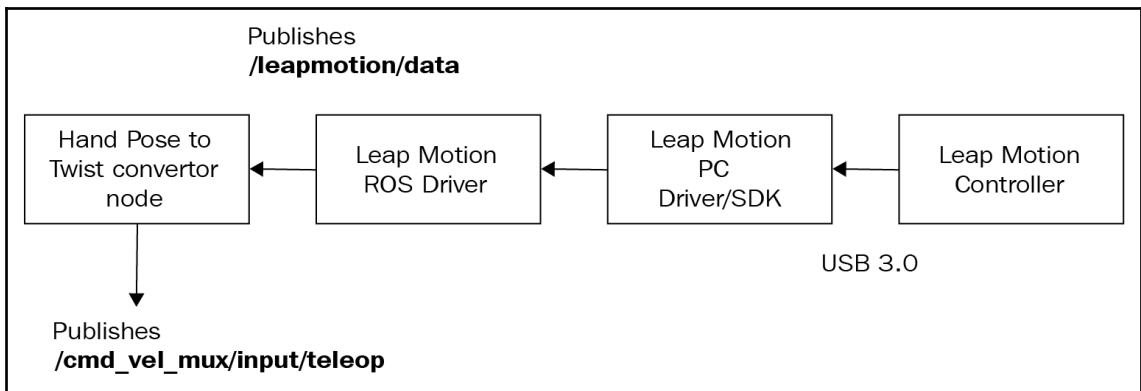 Publishes
/leapmotion/data
Hand Pose to
Twist convertor
node
Leap Motion
ROS Driver
Leap Motion
PC
Driver/SDK
Leap Motion
Controller
USB 3.0
Publishes
/cmd_vel_mux/input/teleop